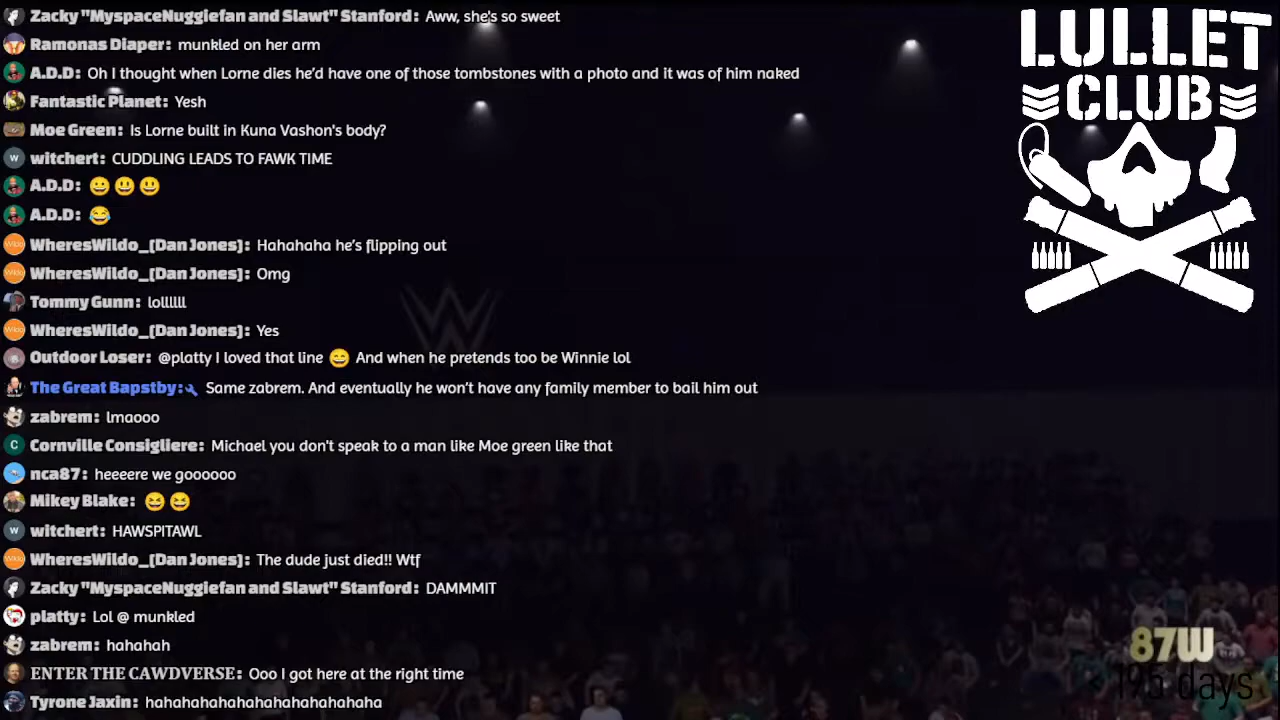 Zacky "MyspaceNuggiefan and Slawt" Stanford: Aww, she's so sweet
Ramonas Diaper: munkled on her arm
A.D.D: Oh I thought when Lorne dies he'd have one of those tombstones with a photo and it was of him naked
Fantastic Planet: Yesh
Moe Green: Is Lorne built in Kuna Vashon's body?
W witchert: CUDDLING LEADS TO FAWK TIME
A.D.D: 😀 😃 😃
A.D.D: 😂
Wildo WheresWildo_(Dan Jones): Hahahaha he's flipping out
Wildo WheresWildo_(Dan Jones): Omg
Tommy Gunn: lollllll
Wildo WheresWildo_(Dan Jones): Yes
Outdoor Loser: @platty I loved that line 😄 And when he pretends too be Winnie lol
The Great Bapstby: Same zabrem. And eventually he won't have any family member to bail him out
zabrem: lmaooo
C Cornville Consigliere: Michael you don't speak to a man like Moe green like that
nca87: heeeere we goooooo
Mikey Blake: 😆 😆
W witchert: HAWSPITAWL
Wildo WheresWildo_(Dan Jones): The dude just died!! Wtf
Zacky "MyspaceNuggiefan and Slawt" Stanford: DAMMMIT
platty: Lol @ munkled
zabrem: hahahah
ENTER THE CAWDVERSE: Ooo I got here at the right time
Tyrone Jaxin: hahahahahahahahahahahaha
LULLET
CLUB
W
87W
< 195 days